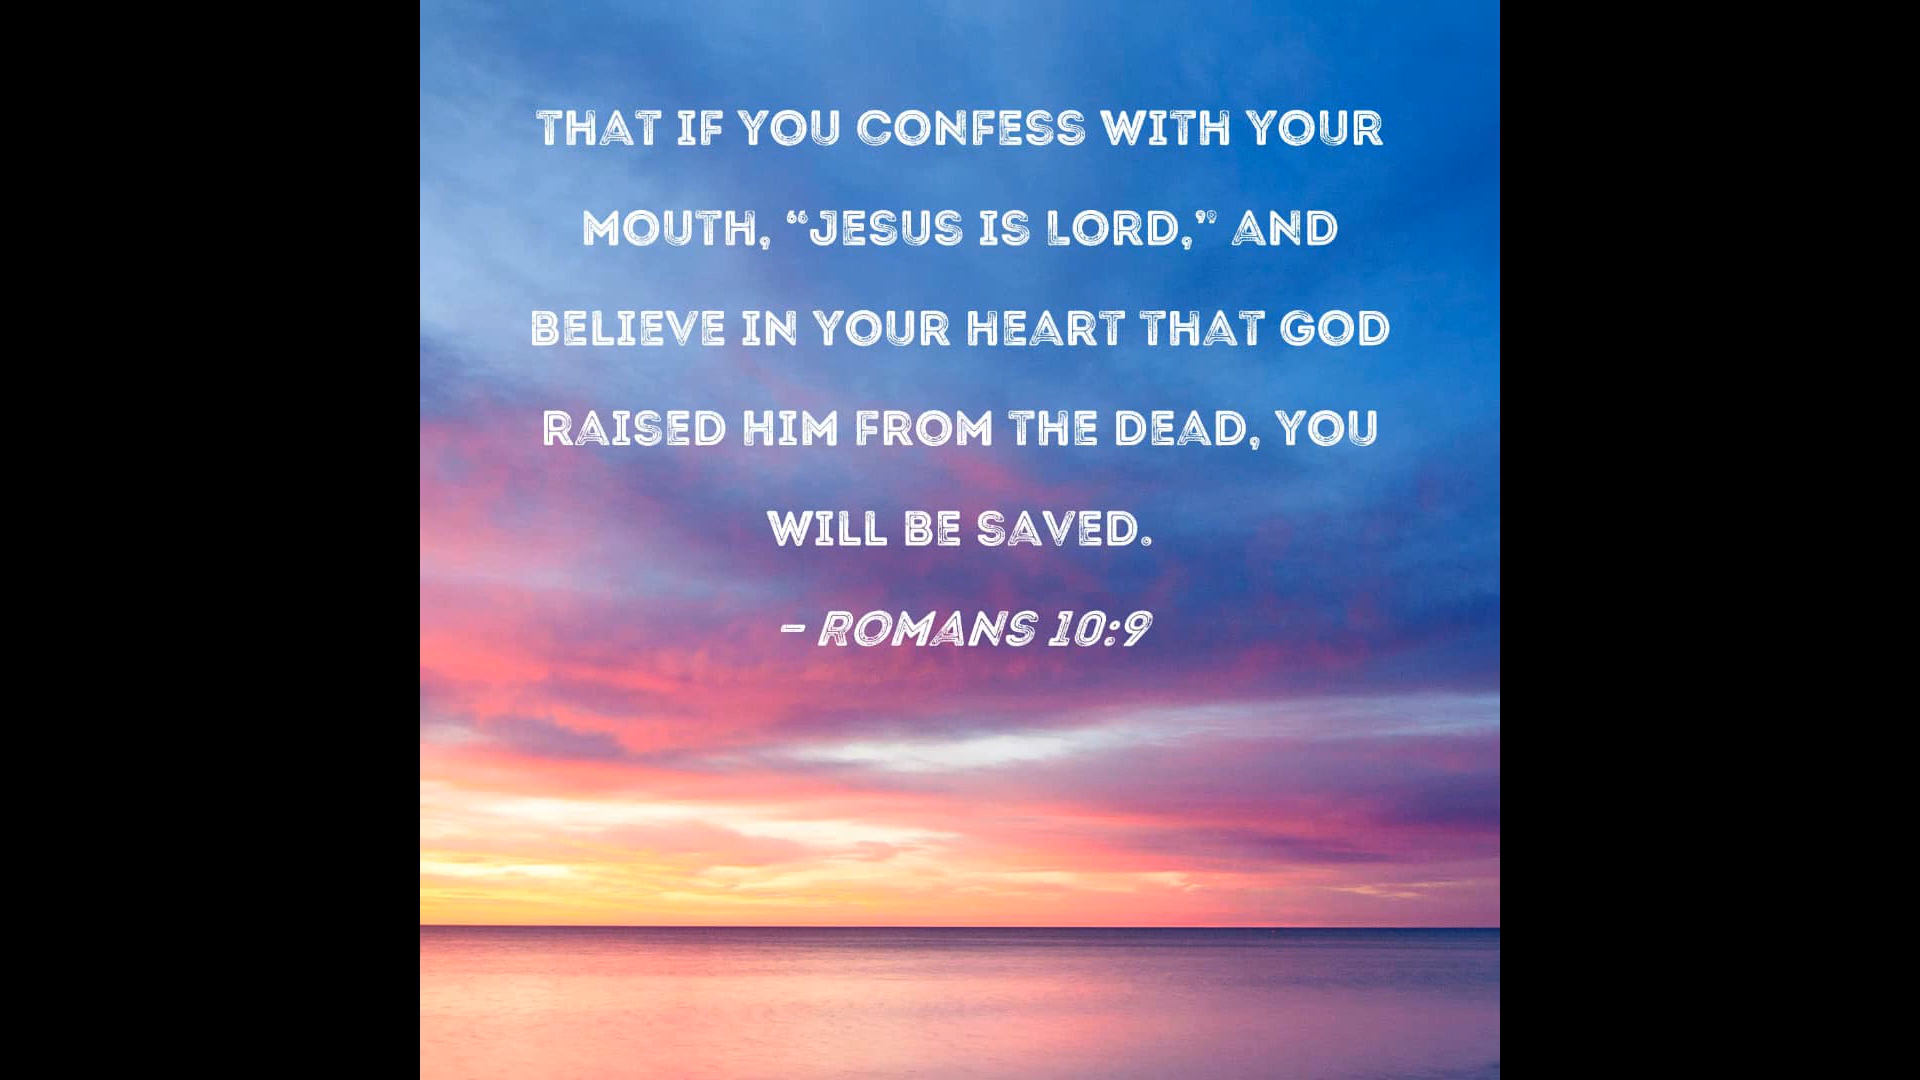 THAT IF YOU CONFESS WITH YOUR
MOUTH, “JESUS IS LORD,” AND
BELIEVE IN YOUR HEART THAT GOD
RAISED HIM FROM THE DEAD, YOU
WILL BE SAVED.
– ROMANS 10:9